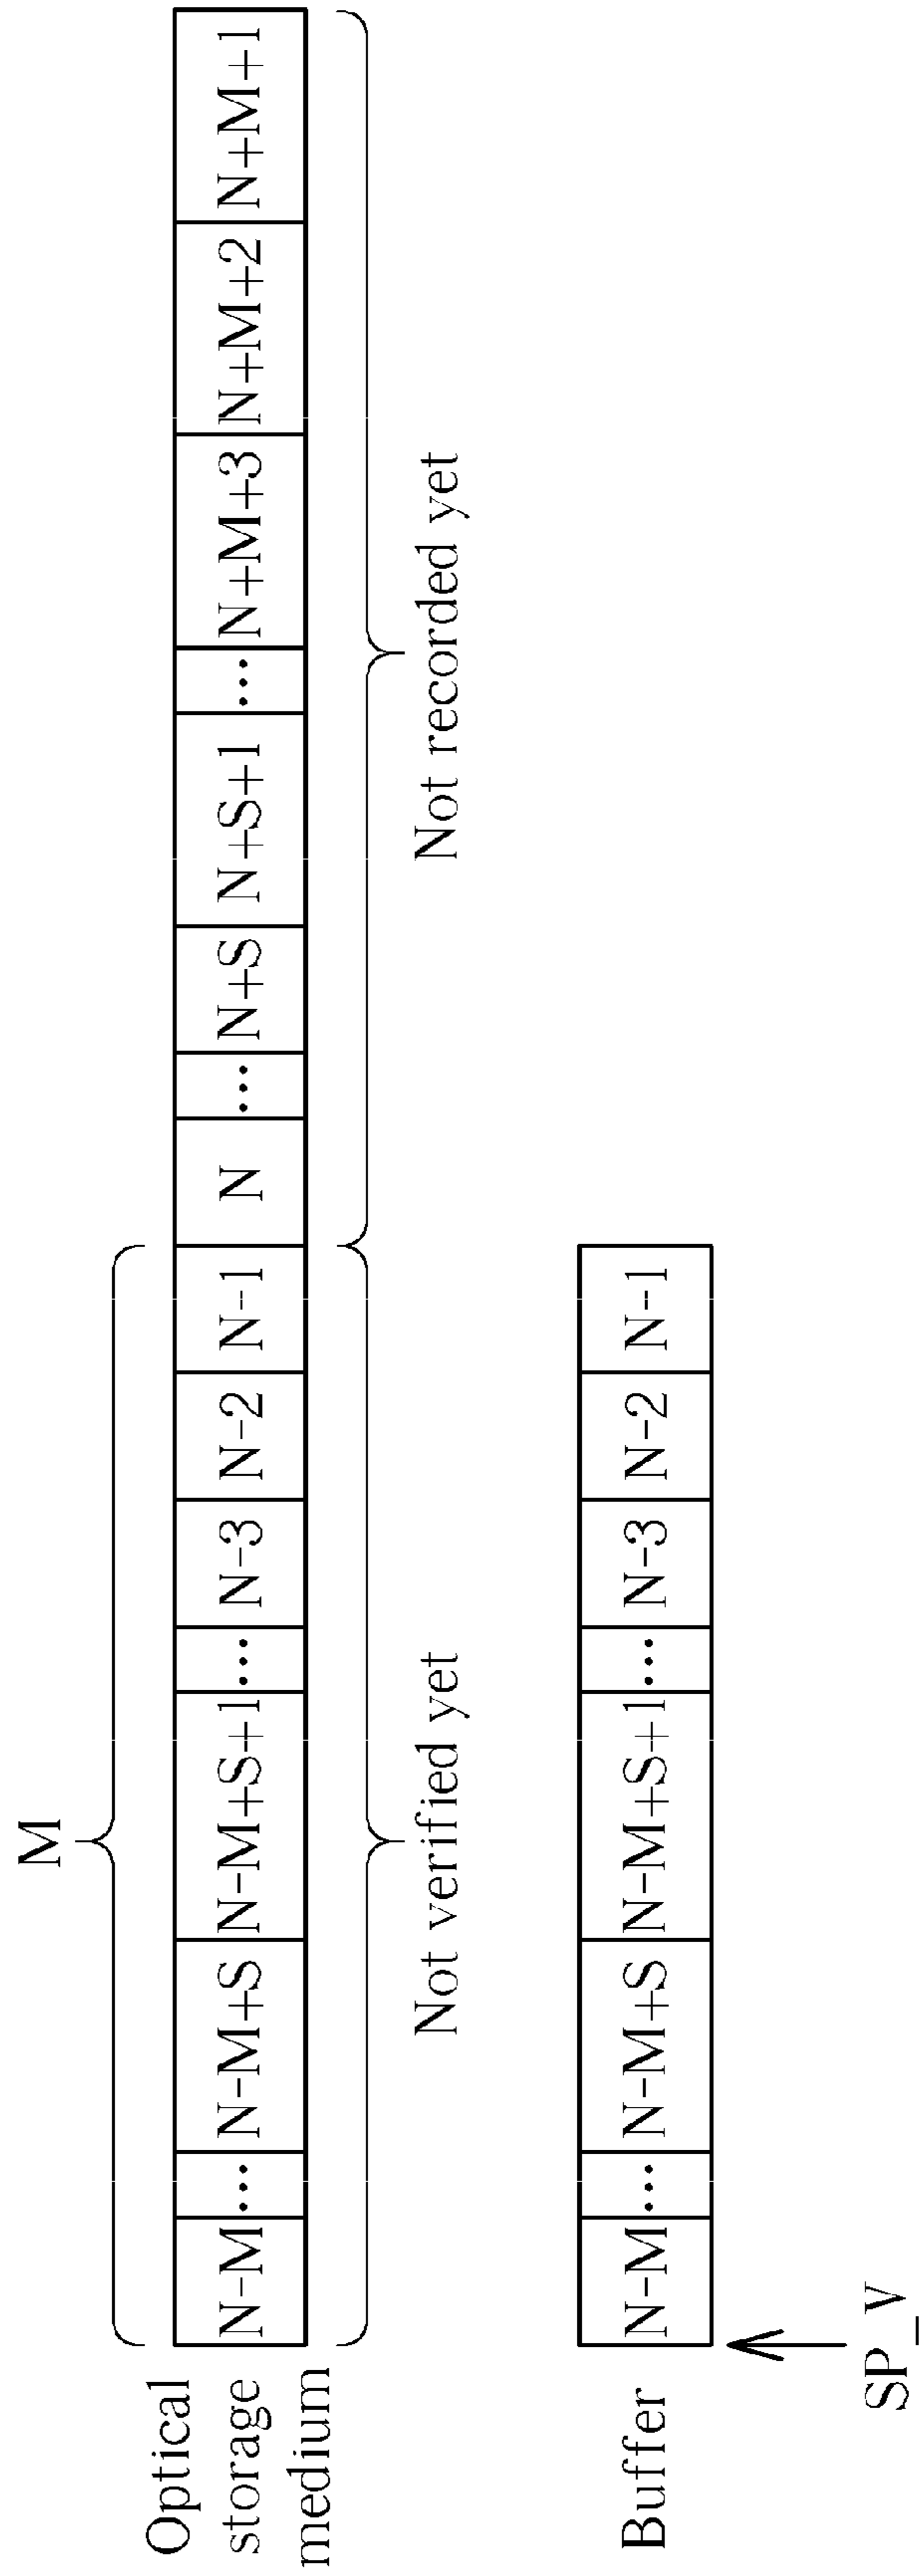 M
Optical
storage
medium
N-M ... N-M+S N-M+S+1 ... N-3 N-2 N-1 N ... N+S N+S+1 ... N+M+3 N+M+2 N+M+1
Not verified yet
Not recorded yet
Buffer
N-M ... N-M+S N-M+S+1 ... N-3 N-2 N-1
SP_V